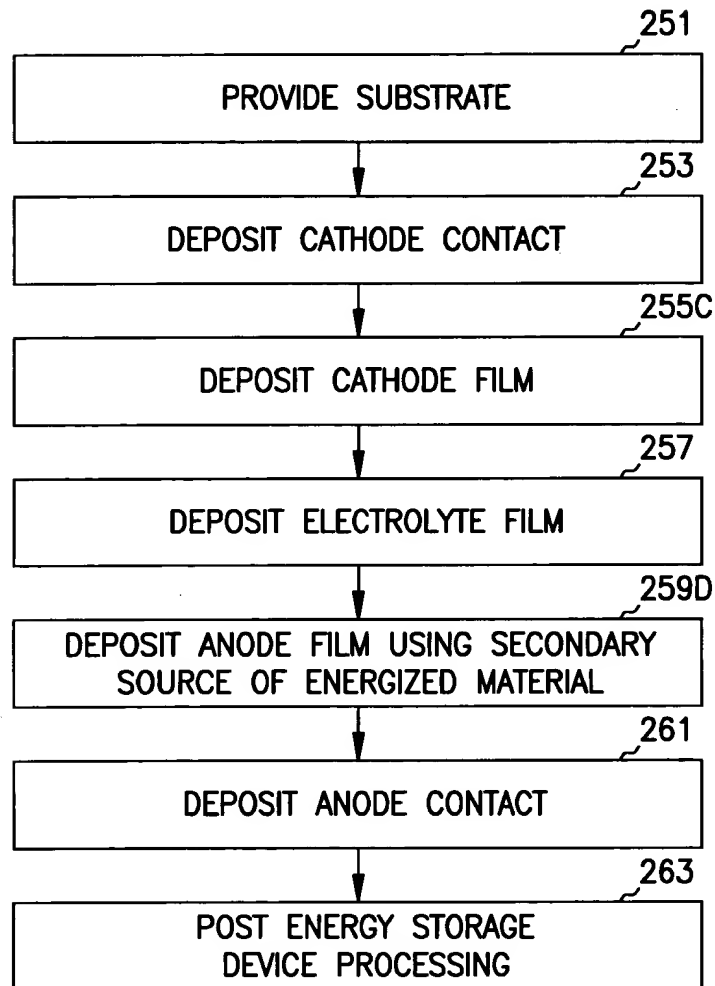 251
PROVIDE SUBSTRATE
253
DEPOSIT CATHODE CONTACT
255C
DEPOSIT CATHODE FILM
257
DEPOSIT ELECTROLYTE FILM
259D
DEPOSIT ANODE FILM USING SECONDARY
SOURCE OF ENERGIZED MATERIAL
261
DEPOSIT ANODE CONTACT
263
POST ENERGY STORAGE
DEVICE PROCESSING